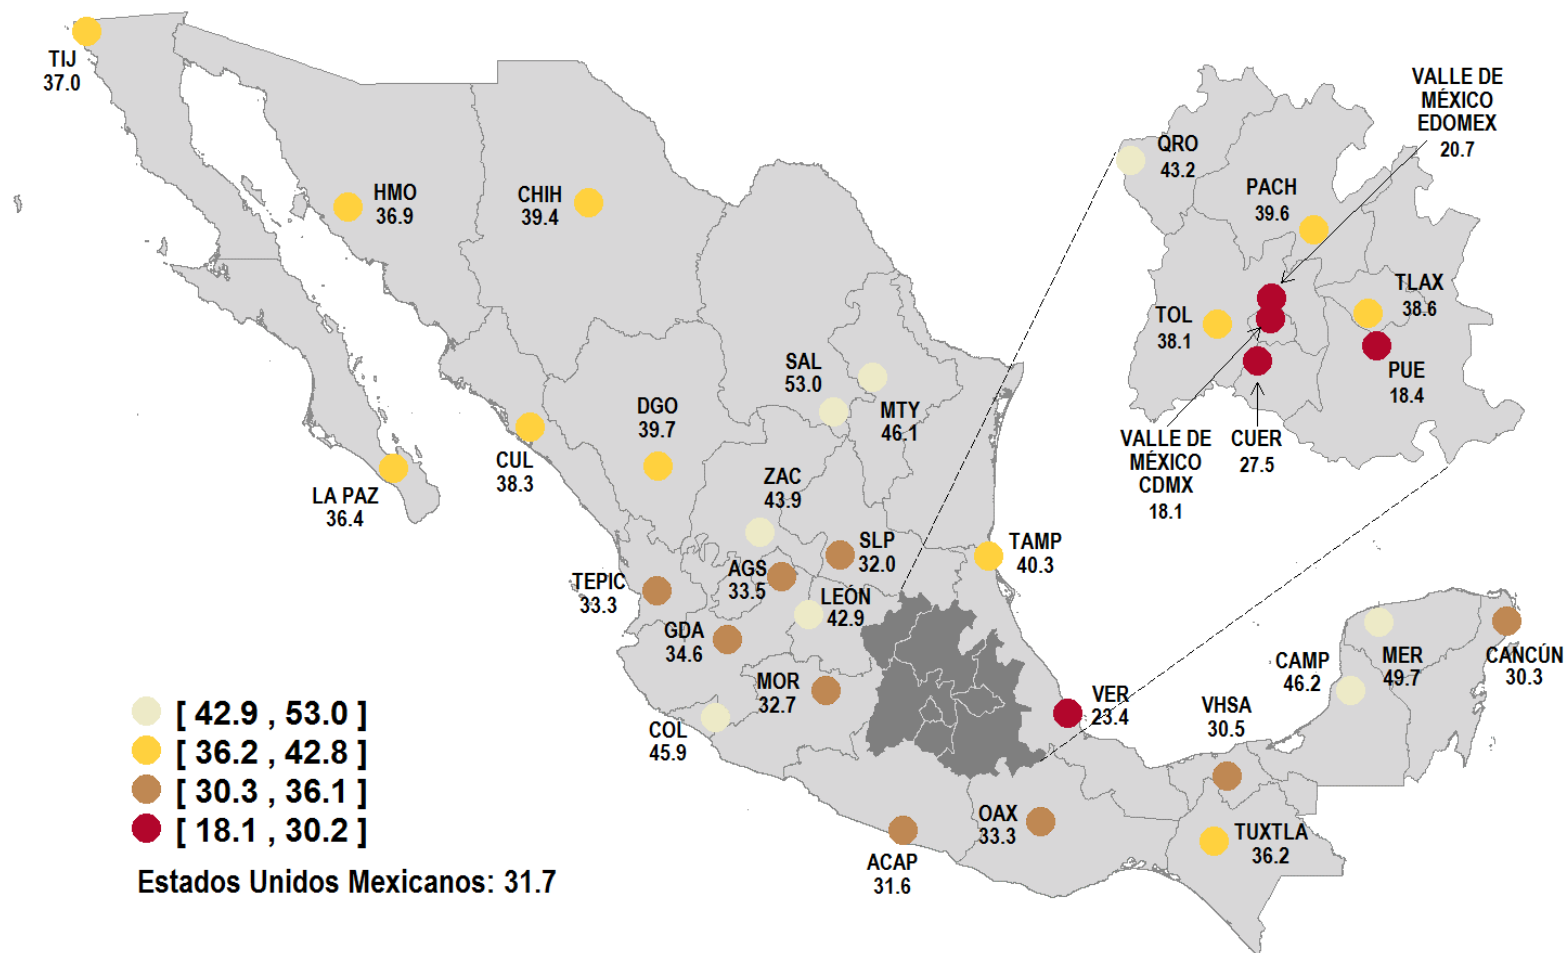 TIJ
37.0
HMO
36.9
CHIH
39.4
VALLE DE
MÉXICO
EDOMEX
20.7
QRO
43.2
PACH
39.6
TLAX
38.6
TOL
38.1
PUE
18.4
VALLE DE
MÉXICO
CDMX
18.1
CUER
27.5
SAL
53.0
MTY
46.1
DGO
39.7
CUL
38.3
LA PAZ
36.4
ZAC
43.9
SLP
32.0
TAMP
40.3
AGS
33.5
TEPIC
33.3
LEÓN
42.9
GDA
34.6
MOR
32.7
COL
45.9
VER
23.4
CAMP
46.2
MER
49.7
CANCÚN
30.3
VHSA
30.5
OAX
33.3
TUXTLA
36.2
ACAP
31.6
[ 42.9 , 53.0 ]
[ 36.2 , 42.8 ]
[ 30.3 , 36.1 ]
[ 18.1 , 30.2 ]
Estados Unidos Mexicanos: 31.7